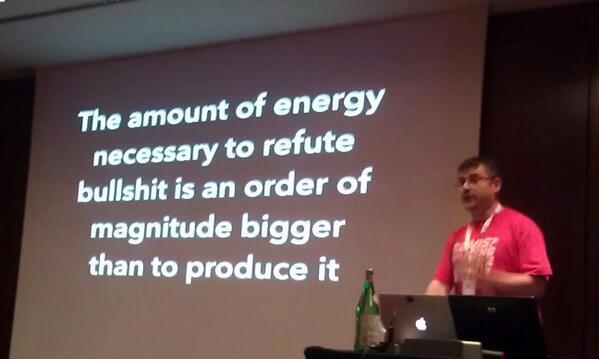 The amount of energy
necessary to refute
bullshit is an order of
magnitude bigger
than to produce it